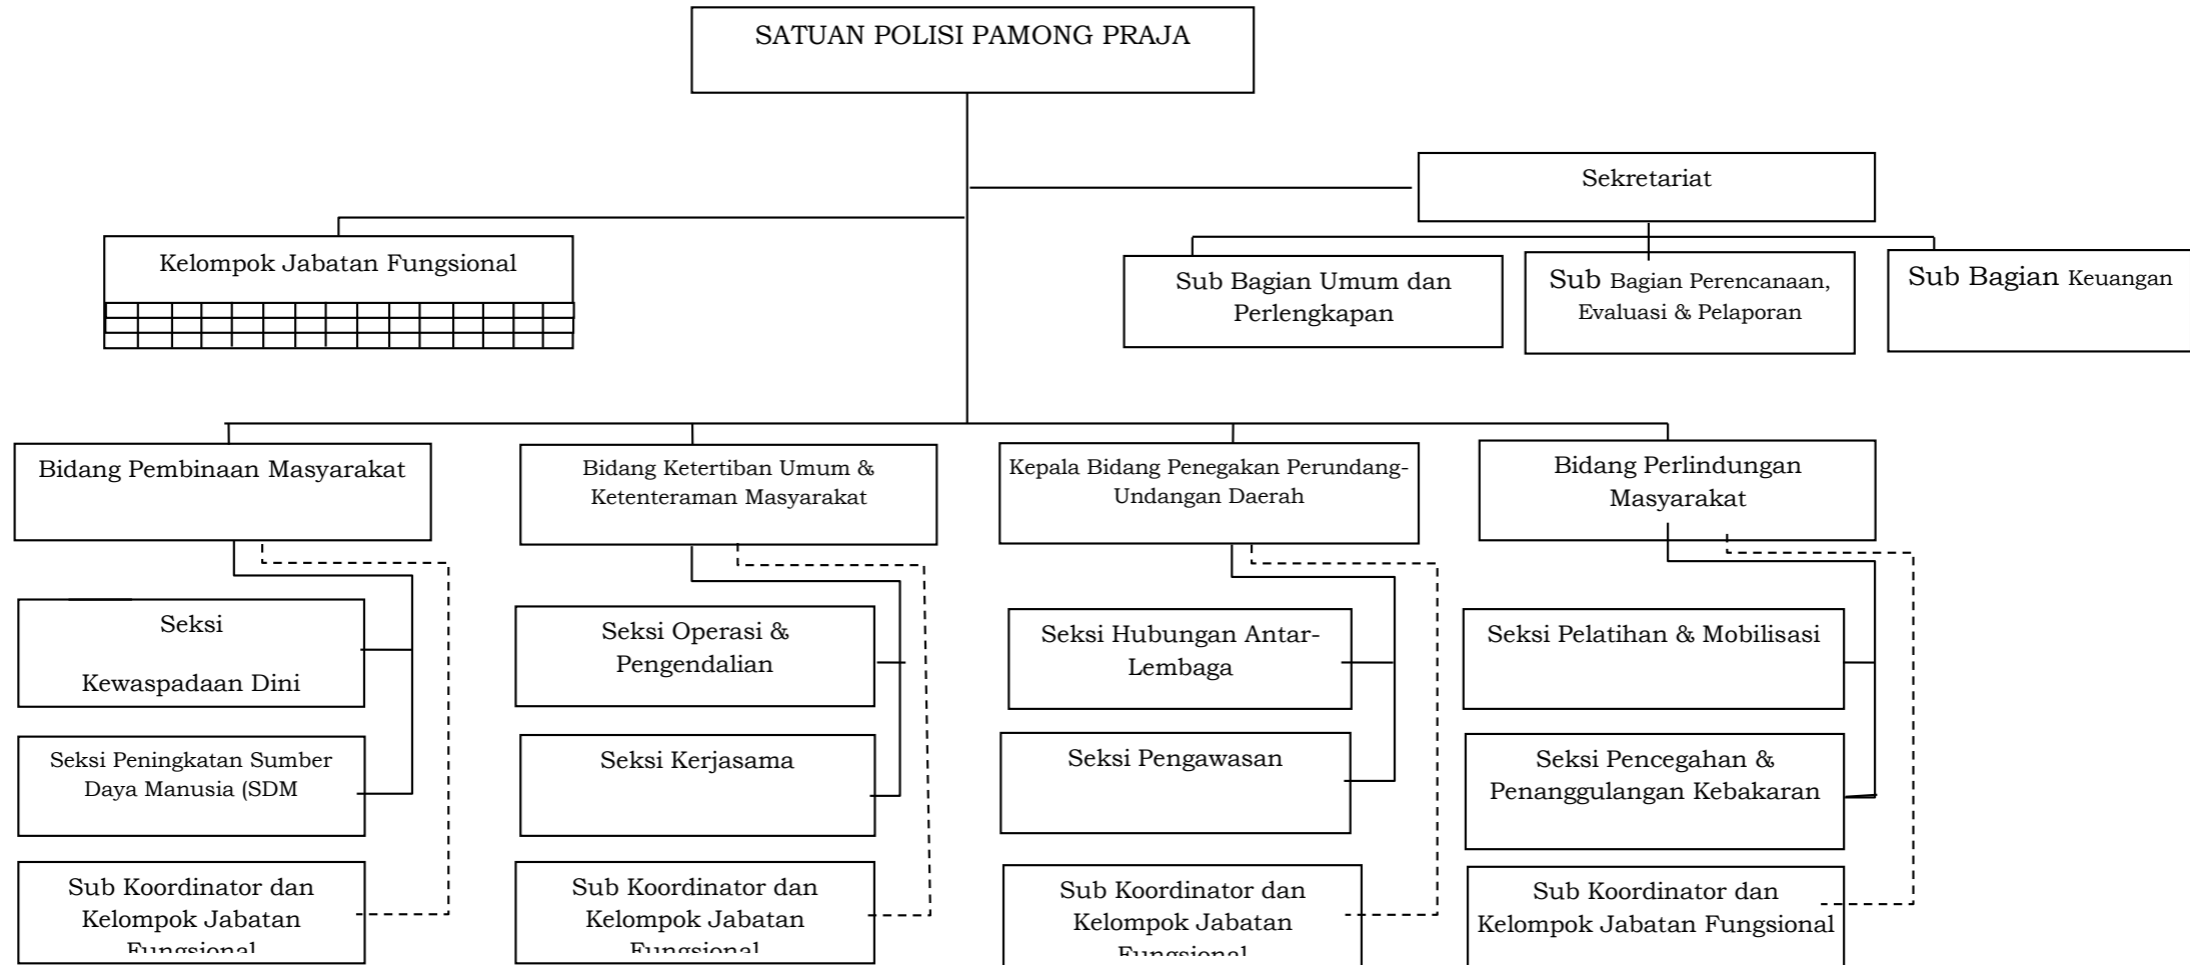 SATUAN POLISI PAMONG PRAJA
Sekretariat
Kelompok Jabatan Fungsional
Sub Bagian Umum dan
Perlengkapan
Sub Bagian Perencanaan,
Evaluasi & Pelaporan
Sub Bagian Keuangan
Bidang Pembinaan Masyarakat
Bidang Ketertiban Umum &
Ketenteraman Masyarakat
Kepala Bidang Penegakan Perundang-
Undangan Daerah
Bidang Perlindungan
Masyarakat
Seksi
Kewaspadaan Dini
Seksi Operasi &
Pengendalian
Seksi Hubungan Antar-
Lembaga
Seksi Pelatihan & Mobilisasi
Seksi Peningkatan Sumber
Daya Manusia (SDM
Seksi Kerjasama
Seksi Pengawasan
Seksi Pencegahan &
Penanggulangan Kebakaran
Sub Koordinator dan
Kelompok Jabatan
Fungsional
Sub Koordinator dan
Kelompok Jabatan
Fungsional
Sub Koordinator dan
Kelompok Jabatan
Fungsional
Sub Koordinator dan
Kelompok Jabatan Fungsional